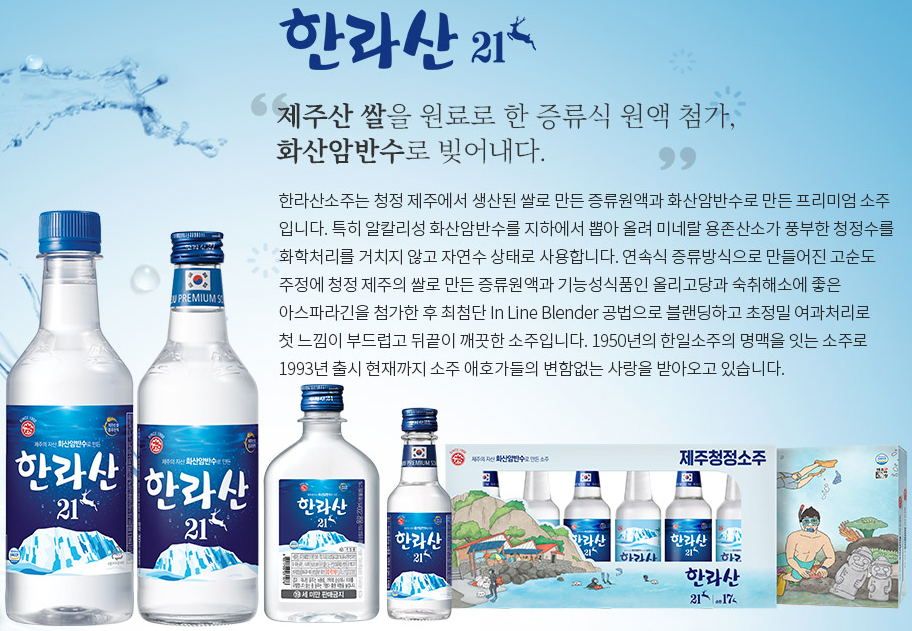 한라산 21
“제주산 쌀을 원료로 한 증류식 원액 첨가,
화산암반수로 빚어내다.”
한라산소주는 청정 제주에서 생산된 쌀로 만든 증류원액과 화산암반수로 만든 프리미엄 소주
입니다. 특히 알칼리성 화산암반수를 지하에서 뽑아 올려 미네랄 용존산소가 풍부한 청정수를
화학처리를 거치지 않고 자연수 상태로 사용합니다. 연속식 증류방식으로 만들어진 고순도
주정에 청정 제주의 쌀로 만든 증류원액과 기능성식품인 올리고당과 숙취해소에 좋은
아스파라긴을 첨가한 후 최첨단 In Line Blender 공법으로 블랜딩하고 초정밀 여과처리로
첫 느낌이 부드럽고 뒤끝이 깨끗한 소주입니다. 1950년의 한일소주의 명맥을 잇는 소주로
1993년 출시 현재까지 소주 애호가들의 변함없는 사랑을 받아오고 있습니다.
제주의 자산 화산암반수로 만든
한라산
21
PREMIUM
제주의 자산 화산암반수로 만든
한라산
21
한라산
21
19세 미만 판매금지
PREMIUM
한라산
21
제주의 자산 화산암반수로 만든 소주
제주청정소주
한라산
21
한라산
21
한라산
21 17